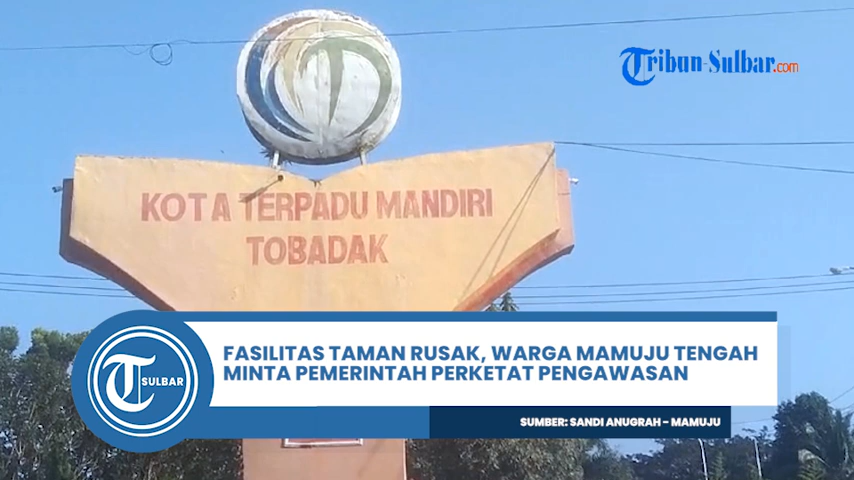 Tribun-Sulbar.com
KOTA TERPADU MANDIRI
TOBADAK
T SULBAR
FASILITAS TAMAN RUSAK, WARGA MAMUJU TENGAH
MINTA PEMERINTAH PERKETAT PENGAWASAN
SUMBER: SANDI ANUGRAH - MAMUJU